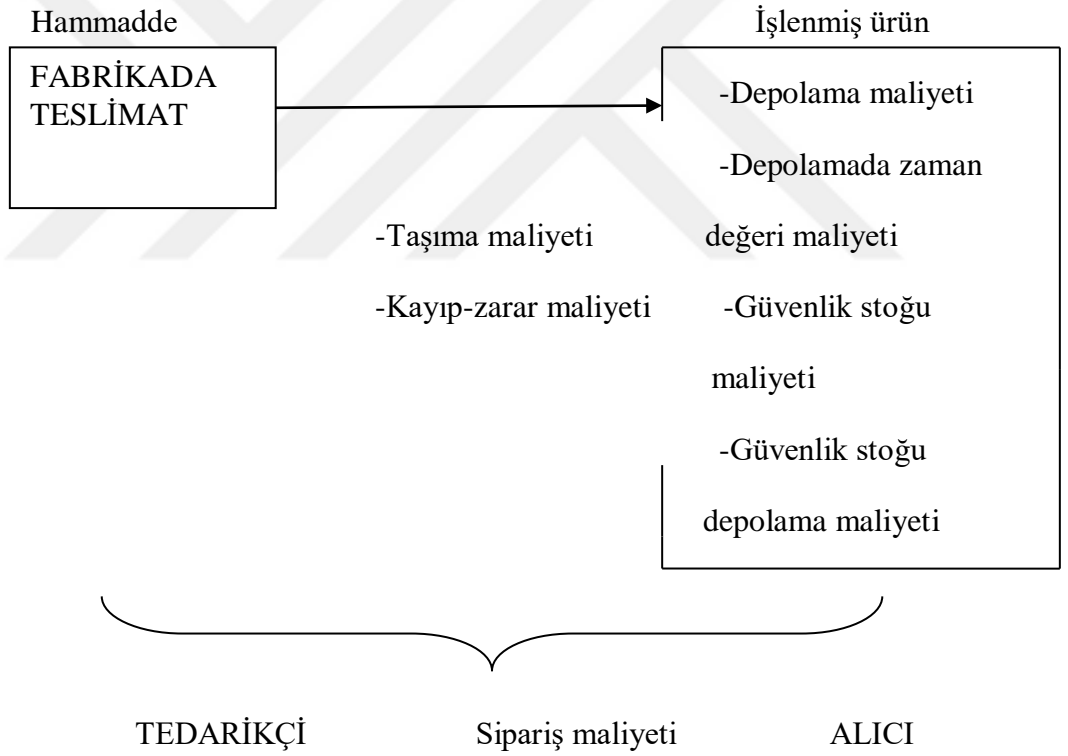 Hammadde
İşlenmiş ürün
FABRİKADA
TESLİMAT
-Taşıma maliyeti
-Kayıp-zarar maliyeti
-Depolama maliyeti
-Depolamada zaman
değeri maliyeti
-Güvenlik stoğu
maliyeti
-Güvenlik stoğu
depolama maliyeti
TEDARİKÇİ
Sipariş maliyeti
ALICI